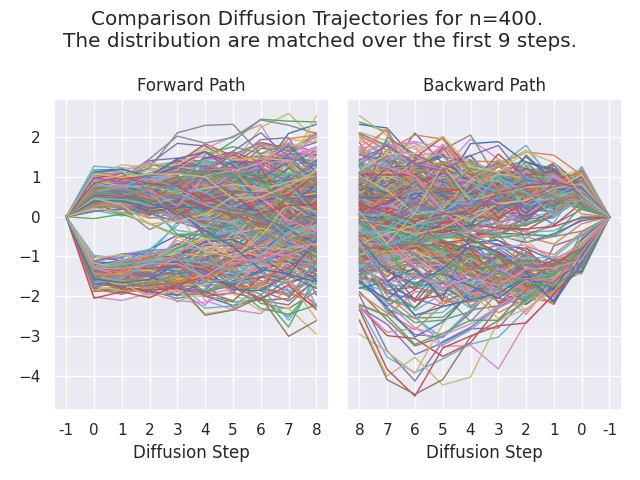 Comparison Diffusion Trajectories for n=400.
The distribution are matched over the first 9 steps.
Forward Path
Backward Path
2
1
0
−1
−2
−3
−4
-1 0 1 2 3 4 5 6 7 8
8 7 6 5 4 3 2 1 0 -1
Diffusion Step
Diffusion Step